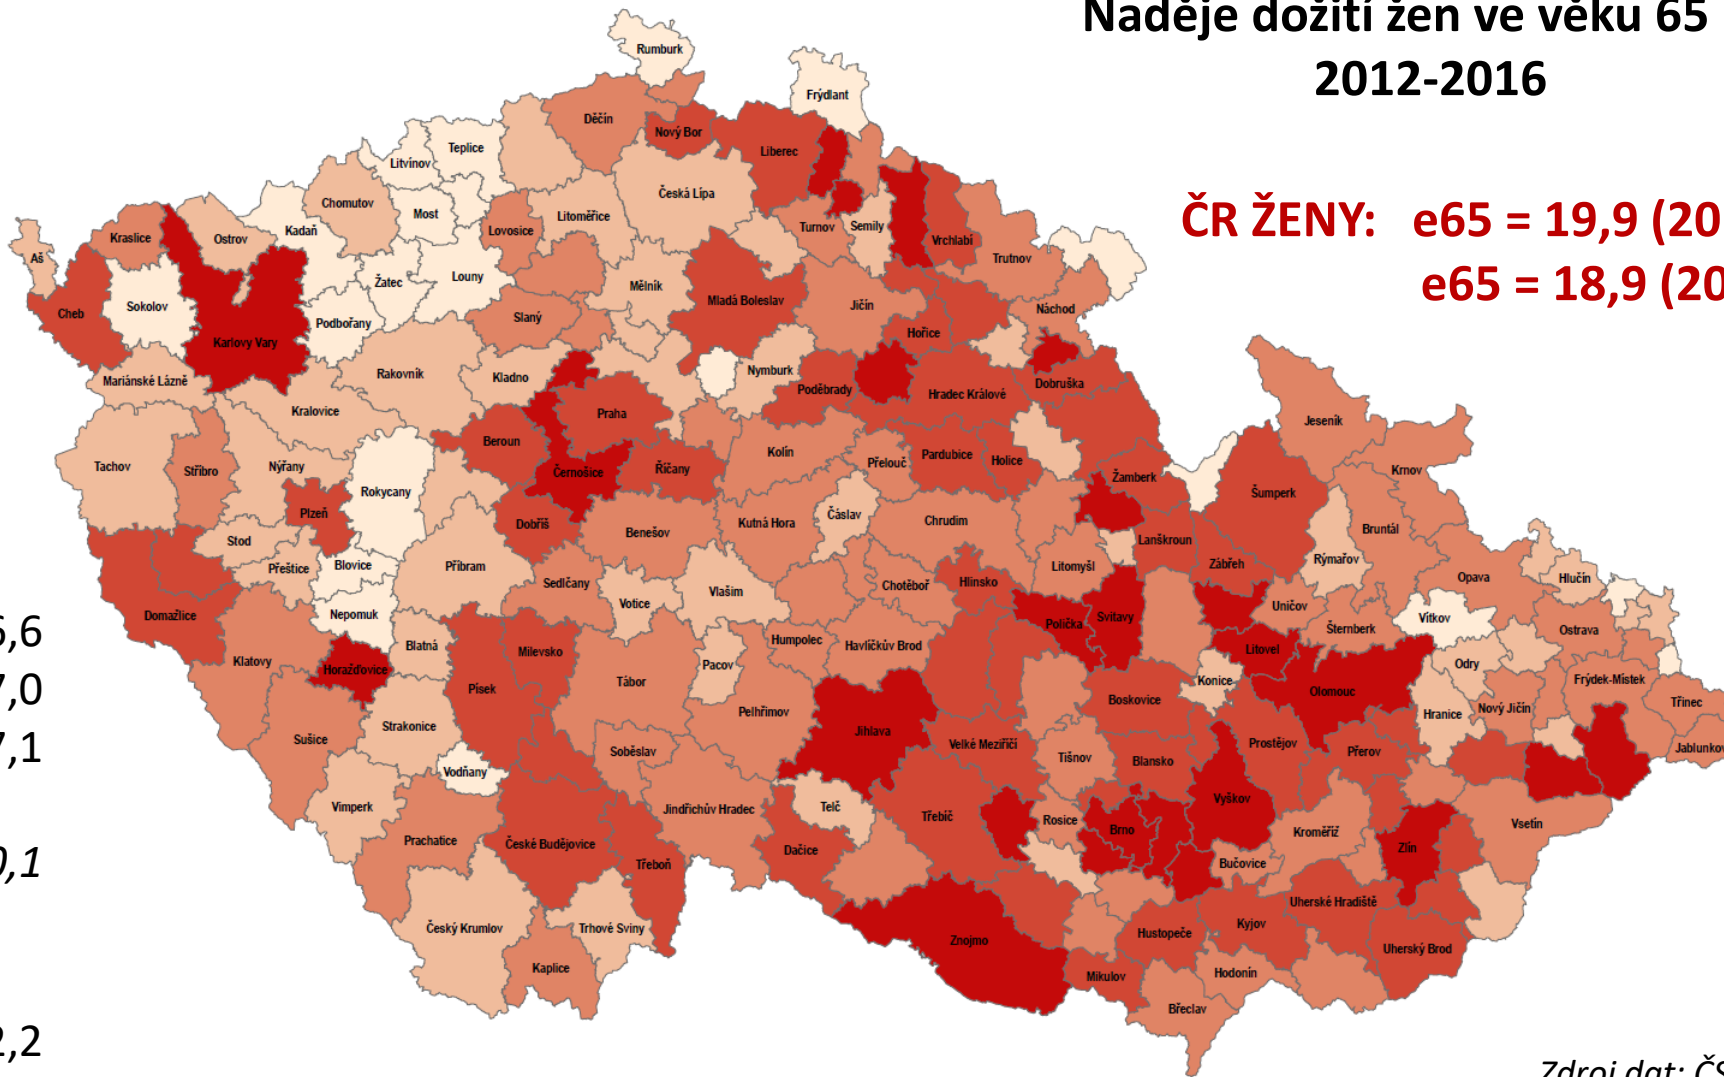 Naděje dožití žen ve věku 65
2012-2016
ČR ŽENY: e65 = 19,9 (20
e65 = 18,9 (20
Rumburk
Frýdlant
Děčín
Nový Bor
Liberec
Teplice
Litvínov
Česká Lípa
Chomutov
Most
Litoměřice
Kadaň
Lovosice
Turnov
Semily
Vrchlabí
Kraslice
Ostrov
Trutnov
Aš
Žatec
Louny
Mělník
Mladá Boleslav
Jičín
Náchod
Cheb
Sokolov
Podbořany
Slaný
Hořice
Karlovy Vary
Mariánské Lázně
Rakovník
Kladno
Nymburk
Poděbrady
Hradec Králové
Dobruška
Kralovice
Praha
Jeseník
Beroun
Kolín
Přelouč
Pardubice
Holice
Tachov
Stříbro
Nýřany
Černošice
Říčany
Žamberk
Krnov
Rokycany
Šumperk
Plzeň
Dobříš
Benešov
Kutná Hora
Čáslav
Chrudim
Bruntál
Stod
Lanškroun
Přeštice
Blovice
Příbram
Litomyšl
Zábřeh
Rýmařov
Sedlčany
Vlašim
Chotěboř
Hlinsko
Opava
Hlučín
Domažlice
Nepomuk
Votice
Polička
Svitavy
Uničov
Vítkov
6,6
Blatná
Milevsko
Humpolec
Havlíčkův Brod
Šternberk
Ostrava
Klatovy
Horažďovice
Pacov
Litovel
Odry
7,0
Písek
Tábor
Konice
Olomouc
Frýdek-Místek
Pelhřimov
Boskovice
Nový Jičín
Třinec
Strakonice
Jihlava
Hranice
Sušice
Soběslav
Velké Meziříčí
Prostějov
Přerov
Jablunkov
7,1
Vodňany
Tišnov
Blansko
Vimperk
Jindřichův Hradec
Telč
Třebíč
Rosice
Brno
Vyškov
Kroměříž
Vsetín
Prachatice
České Budějovice
Třeboň
Dačice
Bučovice
Zlín
0,1
Český Krumlov
Trhové Sviny
Znojmo
Hustopeče
Kyjov
Uherské Hradiště
Uherský Brod
Kaplice
Mikulov
Hodonín
Břeclav
2,2
Zdroj dat: ČS